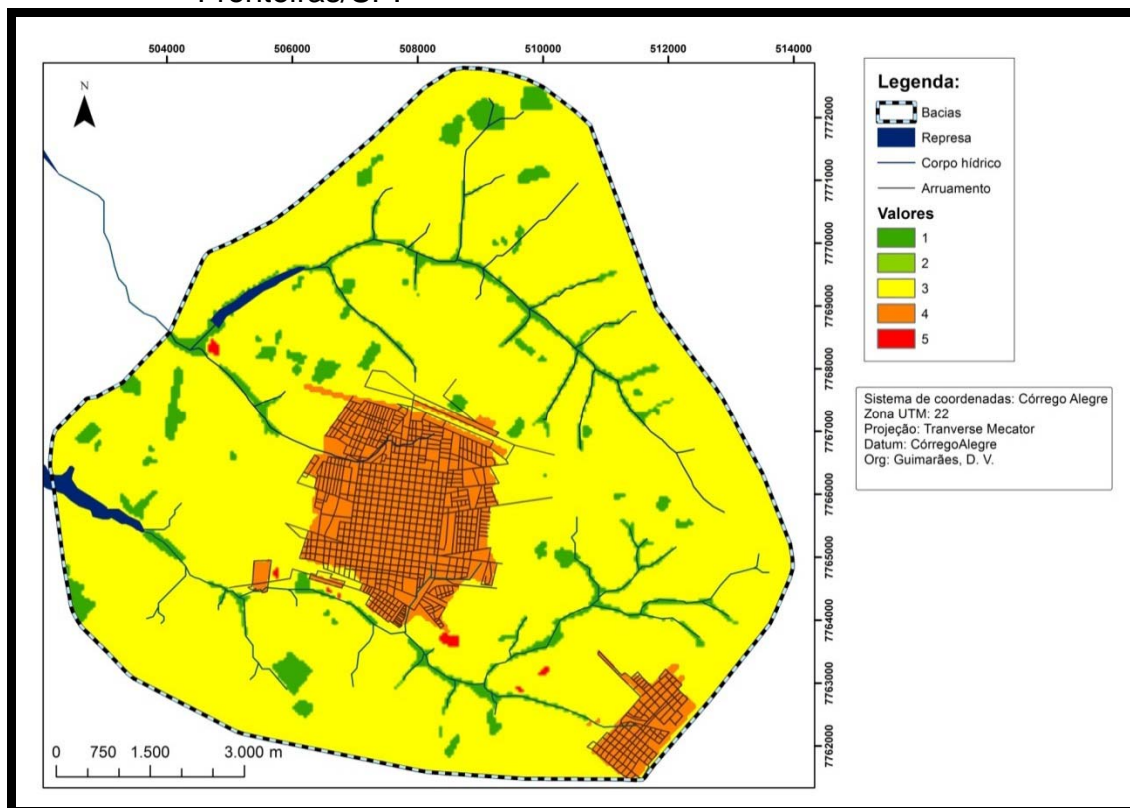 Fronteiras/SP.
504000 506000 508000 510000 512000 514000
N
7772000
7771000
7770000
7769000
7768000
7767000
7766000
7765000
7764000
7763000
7762000
0 750 1.500 3.000 m
Legenda:
Bacias
Represa
Corpo hídrico
Arruamento
Valores
1
2
3
4
5
Sistema de coordenadas: Córrego Alegre
Zona UTM: 22
Projeção: Tranverse Mecator
Datum: CórregoAlegre
Org: Guimarães, D. V.